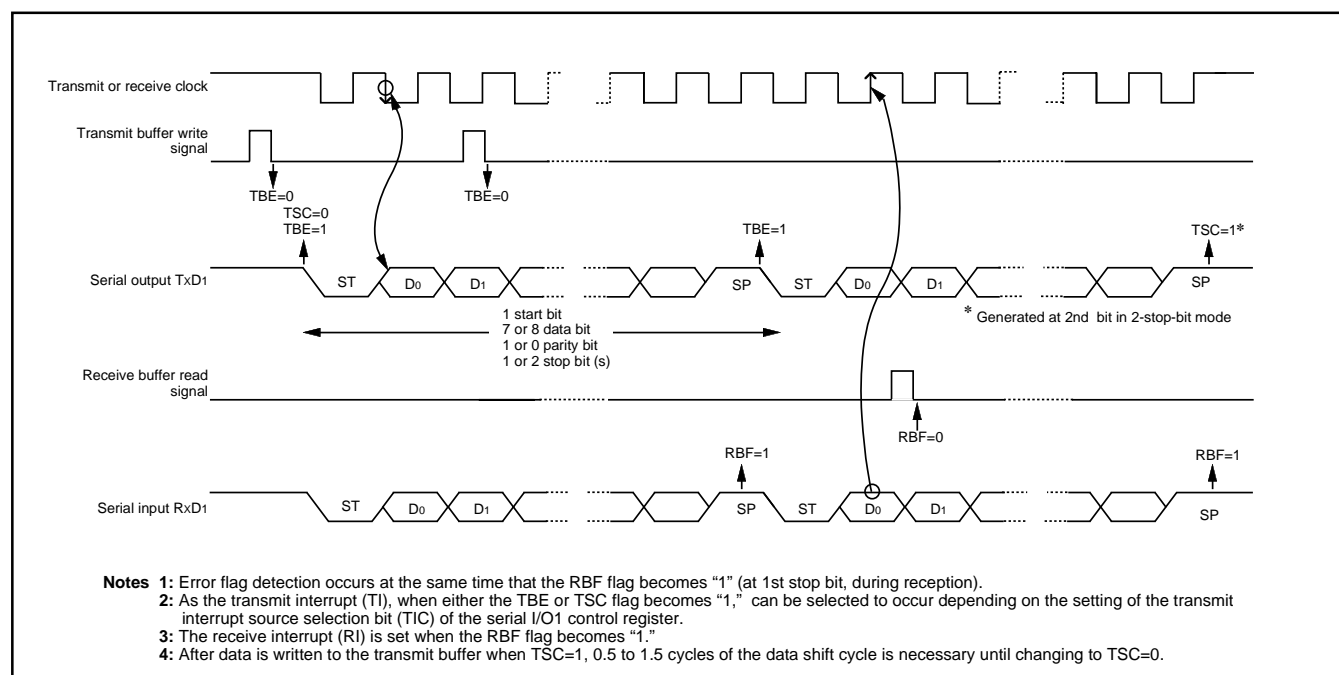 Transmit or receive clock
Transmit buffer write
signal
TBE=0
TBE=0
TSC=0
TBE=1
TBE=1
TSC=1*
Serial output TxD1
ST
D0
D1
SP
ST
D0
D1
SP
* Generated at 2nd bit in 2-stop-bit mode
1 start bit
7 or 8 data bit
1 or 0 parity bit
1 or 2 stop bit (s)
Receive buffer read
signal
RBF=0
RBF=1
RBF=1
Serial input RxD1
ST
D0
D1
SP
ST
D0
D1
SP
Notes 1: Error flag detection occurs at the same time that the RBF flag becomes “1” (at 1st stop bit, during reception).
2: As the transmit interrupt (TI), when either the TBE or TSC flag becomes “1,” can be selected to occur depending on the setting of the transmit
interrupt source selection bit (TIC) of the serial I/O1 control register.
3: The receive interrupt (RI) is set when the RBF flag becomes “1.”
4: After data is written to the transmit buffer when TSC=1, 0.5 to 1.5 cycles of the data shift cycle is necessary until changing to TSC=0.